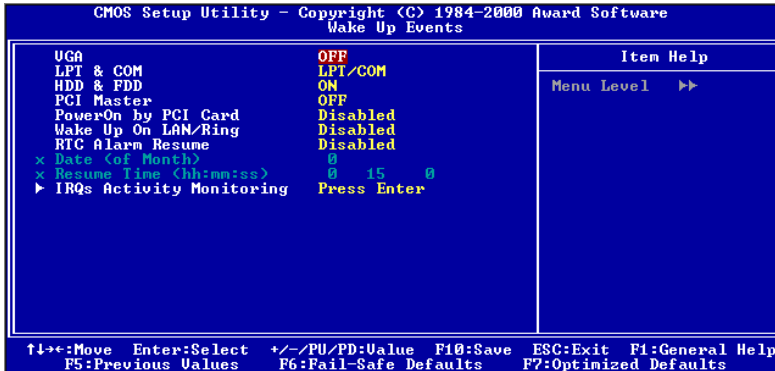 CMOS Setup Utility - Copyright (C) 1984-2000 Award Software
Wake Up Events
VGA OFF
LPT & COM LPT/COM
HDD & FDD ON
PCI Master OFF
PowerOn by PCI Card Disabled
Wake Up On LAN/Ring Disabled
RTC Alarm Resume Disabled
x Date (of Month) 0
x Resume Time (hh:mm:ss) 0 15 0
► IRQs Activity Monitoring Press Enter
Item Help
Menu Level ►►
↑↓→←:Move Enter:Select +/-/PU/PD:Value F10:Save ESC:Exit F1:General Help
F5:Previous Values F6:Fail-Safe Defaults F7:Optimized Defaults